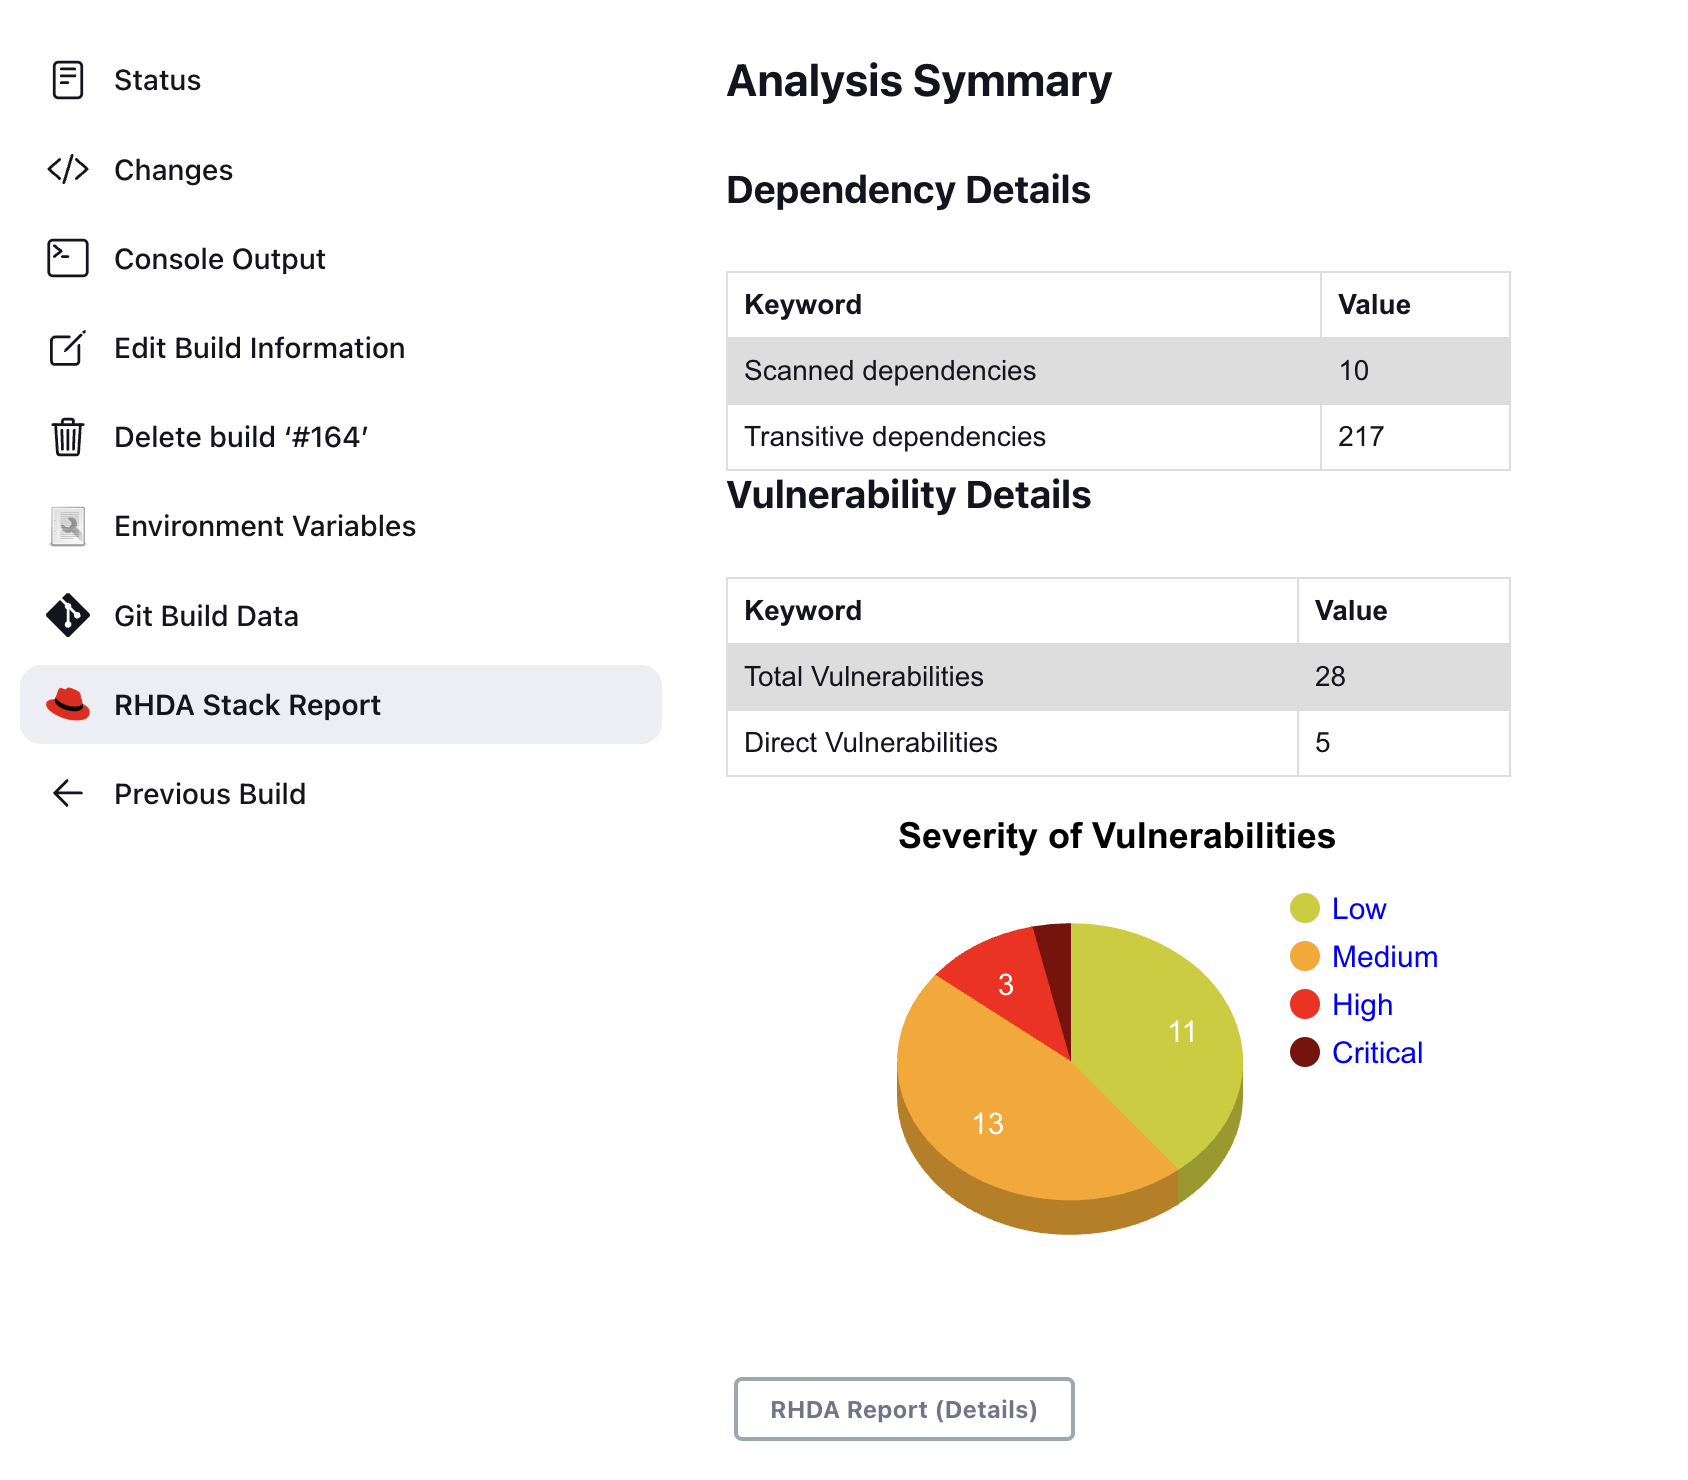 Status
Changes
Console Output
Edit Build Information
Delete build ‘#164’
Environment Variables
Git Build Data
RHDA Stack Report
Previous Build
Analysis Symmary
Dependency Details
Keyword Value
Scanned dependencies 10
Transitive dependencies 217
Vulnerability Details
Keyword Value
Total Vulnerabilities 28
Direct Vulnerabilities 5
Severity of Vulnerabilities
Low
Medium
High
Critical
3
11
13
RHDA Report (Details)